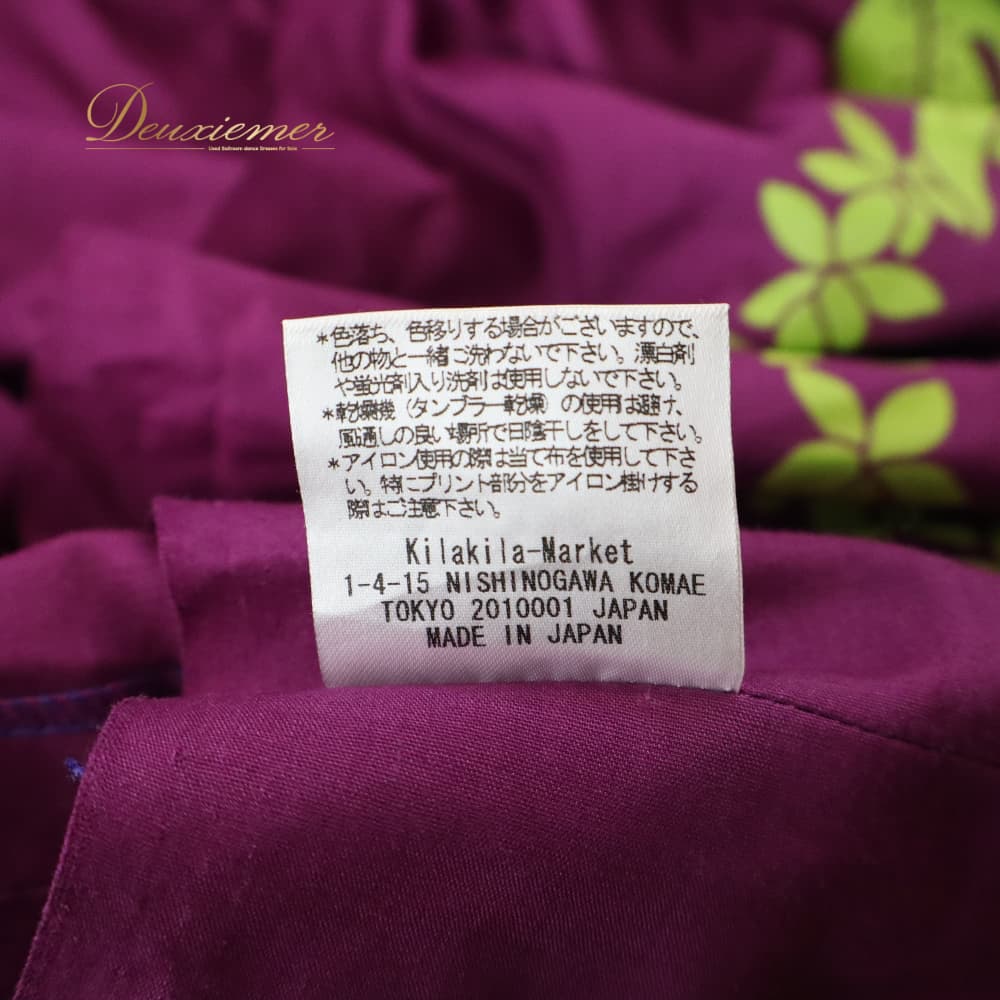 Deuxiemer
Used Ballroom dance Dresses for Sale
*色落ち、色移りする場合がございますので、
他の物と一緒に洗わないで下さい。漂白剤
や蛍光剤入り洗剤は使用しないで下さい。
*乾燥機（タンブラー乾燥）の使用は避け、
風通しの良い場所で日陰干しをして下さい。
*アイロン使用の際は当て布を使用して下さ
い。特にプリント部分をアイロン掛けする
際はご注意下さい。
Kilakila-Market
1-4-15 NISHINOGAWA KOMAE
TOKYO 2010001 JAPAN
MADE IN JAPAN